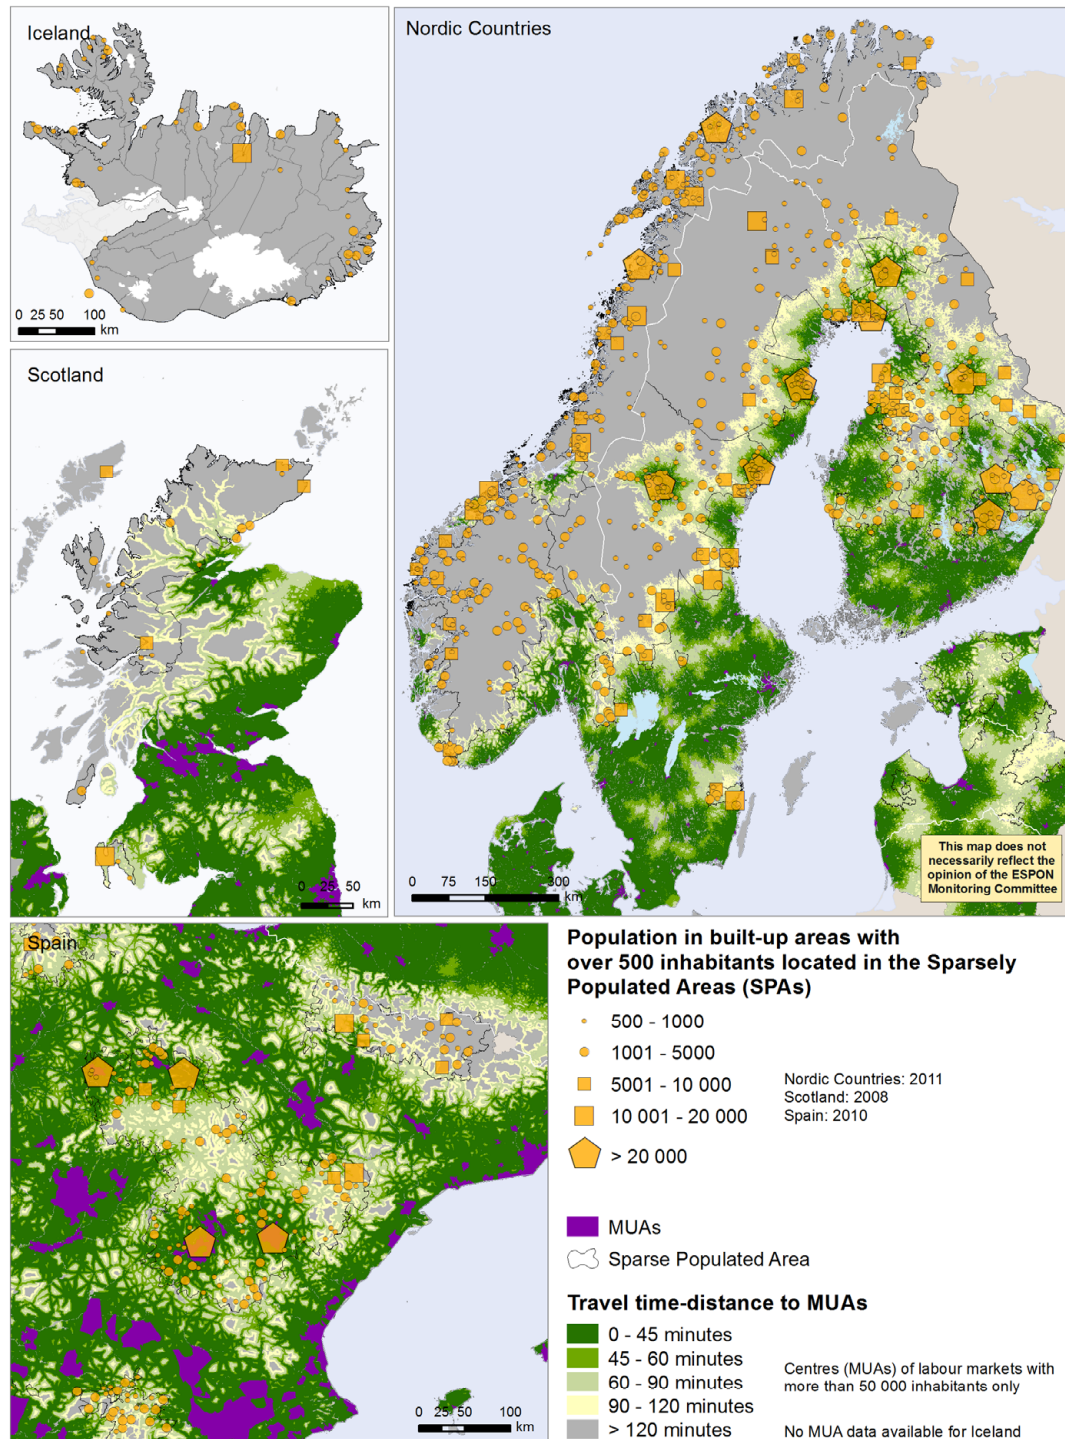 Iceland
0 25 50 100
km
Nordic Countries
Scotland
0 25 50
km
0 75 150 300
km
This map does not
necessarily reflect the
opinion of the ESPON
Monitoring Committee
Spain
0 25 50 100
km
Population in built-up areas with
over 500 inhabitants located in the Sparsely
Populated Areas (SPAs)
500 - 1000
1001 - 5000
5001 - 10 000
10 001 - 20 000
> 20 000
Nordic Countries: 2011
Scotland: 2008
Spain: 2010
MUAs
Sparse Populated Area
Travel time-distance to MUAs
0 - 45 minutes
45 - 60 minutes
60 - 90 minutes
90 - 120 minutes
> 120 minutes
Centres (MUAs) of labour markets with
more than 50 000 inhabitants only
No MUA data available for Iceland